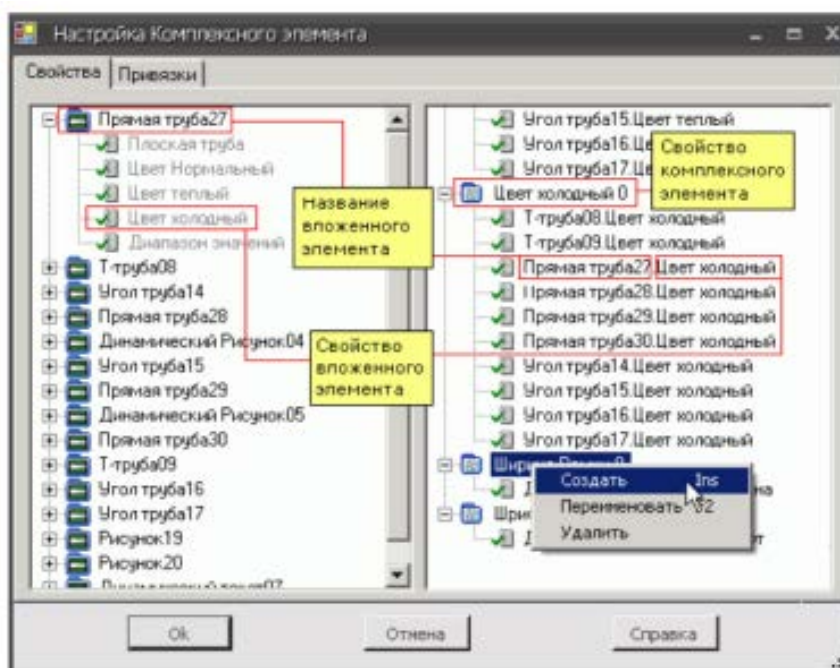 Настройка Комплексного элемента
Свойства
Привязки
Прямая труба27
Плоская труба
Цвет Нормальный
Цвет теплый
Цвет холодный
Диапазон значений
Т-труба08
Угол труба14
Прямая труба28
Динамический Рисунок04
Угол труба15
Прямая труба29
Динамический Рисунок05
Прямая труба30
Т-труба09
Угол труба16
Угол труба17
Рисунок19
Рисунок20
Название
вложенного
элемента
Свойство
вложенного
элемента
Угол труба15.Цвет теплый
Угол труба16.Цв
Угол труба17.Цв
Свойство
комплексного
элемента
Цвет холодный 0
Т-труба08.Цвет холодный
Т-труба09.Цвет холодный
Прямая труба27.Цвет холодный
Прямая труба28.Цвет холодный
Прямая труба29.Цвет холодный
Прямая труба30.Цвет холодный
Угол труба14.Цвет холодный
Угол труба15.Цвет холодный
Угол труба16.Цвет холодный
Угол труба17.Цвет холодный
Создать Ins
Переименовать
Удалить
Ok
Отмена
Справка